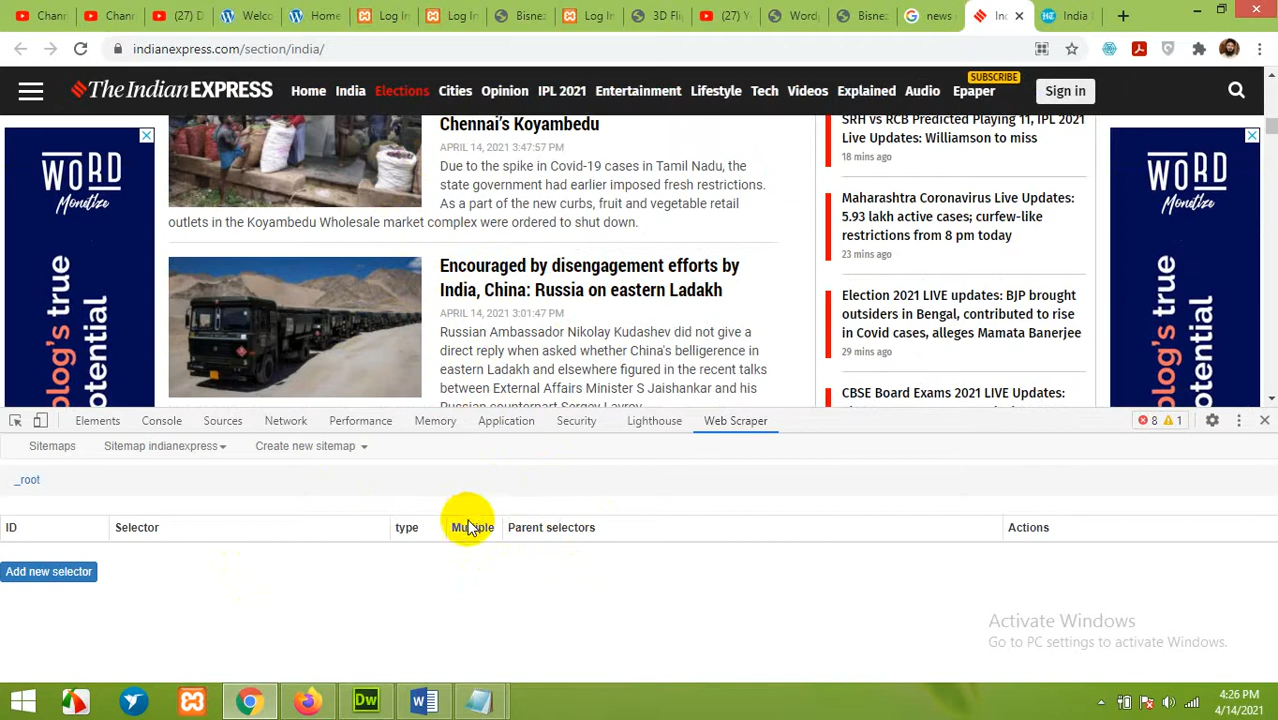 Chann
Chann
(27) D
Welco
Home
Log In
Log In
Bisne
Log In
3D Fli
(27) (Y
Wordp
Bisne
news
Inc
India
indianexpress.com/section/india/
The Indian EXPRESS
Home
India
Elections
Cities
Opinion
IPL 2021
Entertainment
Lifestyle
Tech
Videos
Explained
Audio
SUBSCRIBE
Epaper
Sign in
WORD
Monetize
blog's true
potential
Chennai's Koyambedu
APRIL 14, 2021 3:47:57 PM
Due to the spike in Covid-19 cases in Tamil Nadu, the
state government had earlier imposed fresh restrictions.
As a part of the new curbs, fruit and vegetable retail
outlets in the Koyambedu Wholesale market complex were ordered to shut down.
Encouraged by disengagement efforts by
India, China: Russia on eastern Ladakh
APRIL 14, 2021 3:01:47 PM
Russian Ambassador Nikolay Kudashev did not give a
direct reply when asked whether China's belligerence in
eastern Ladakh and elsewhere figured in the recent talks
between External Affairs Minister S Jaishankar and his
Russian counterpart Sergey Lavrov
SRH vs RCB Predicted Playing 11, IPL 2021
Live Updates: Williamson to miss
18 mins ago
Maharashtra Coronavirus Live Updates:
5.93 lakh active cases; curfew-like
restrictions from 8 pm today
23 mins ago
Election 2021 LIVE updates: BJP brought
outsiders in Bengal, contributed to rise
in Covid cases, alleges Mamata Banerjee
29 mins ago
CBSE Board Exams 2021 LIVE Updates:
WORD
Monetize
blog's true
potential
Elements
Console
Sources
Network
Performance
Memory
Application
Security
Lighthouse
Web Scraper
8
1
Sitemaps
Sitemap indianexpress
Create new sitemap
_root
ID
Selector
type
Multiple
Parent selectors
Actions
Add new selector
Activate Windows
Go to PC settings to activate Windows.
Dw
4:26 PM
4/14/2021